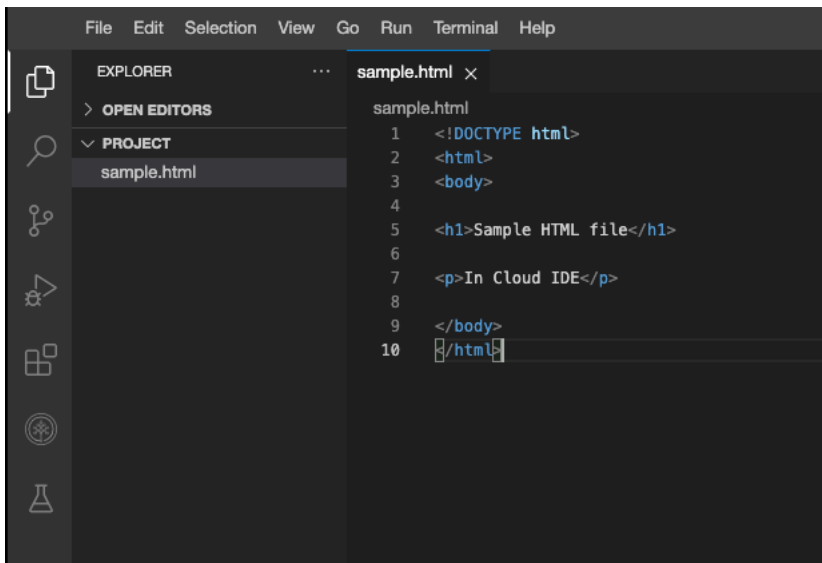 File Edit Selection View Go Run Terminal Help
EXPLORER ...
OPEN EDITORS
PROJECT
sample.html
sample.html
sample.html
1 <!DOCTYPE html>
2 <html>
3 <body>
4
5 <h1>Sample HTML file</h1>
6
7 <p>In Cloud IDE</p>
8
9 </body>
10 </html>